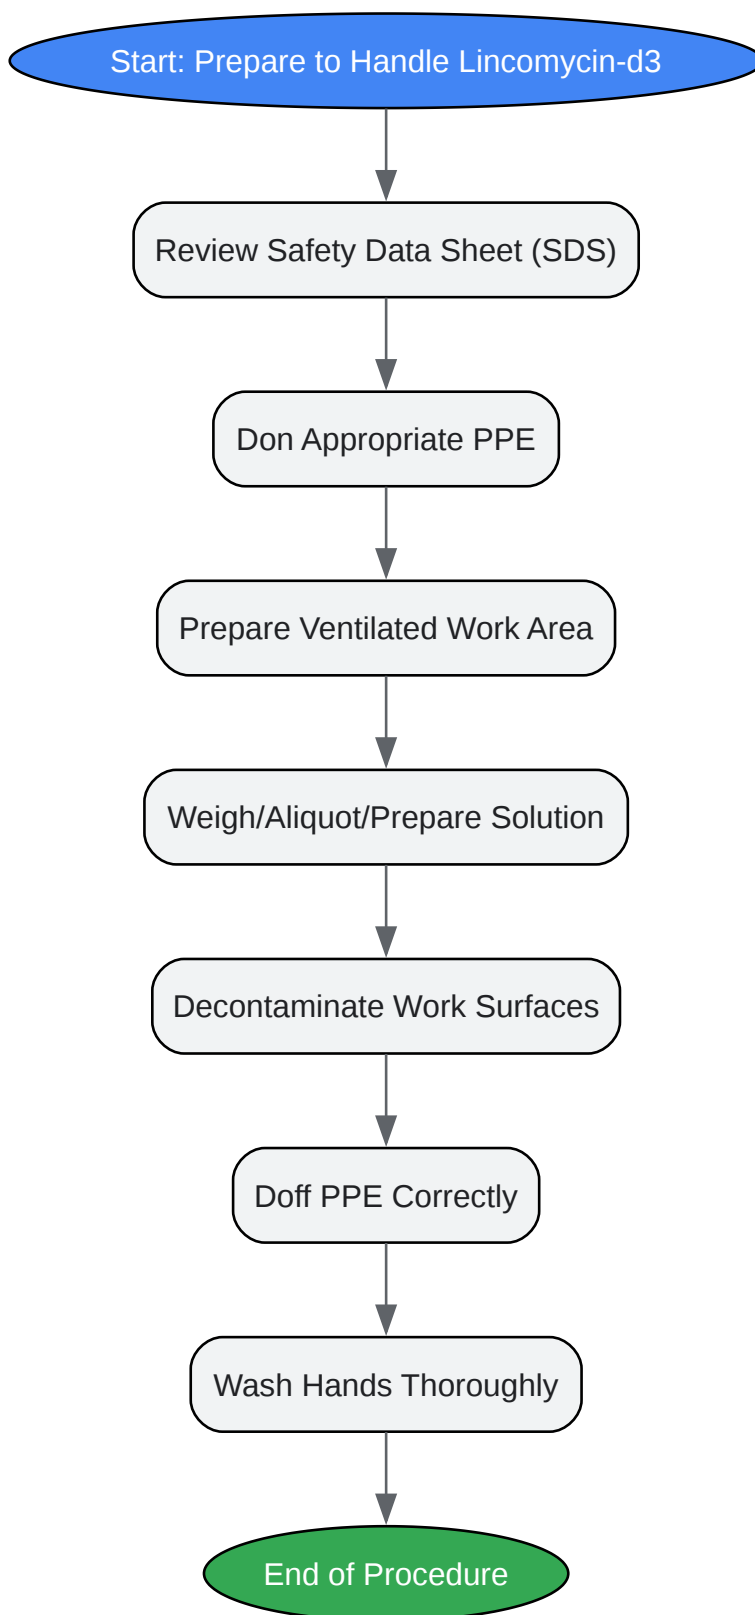 Start: Prepare to Handle Lincomycin-d3
Review Safety Data Sheet (SDS)
Don Appropriate PPE
Prepare Ventilated Work Area
Weigh/Aliquot/Prepare Solution
Decontaminate Work Surfaces
Doff PPE Correctly
Wash Hands Thoroughly
End of Procedure